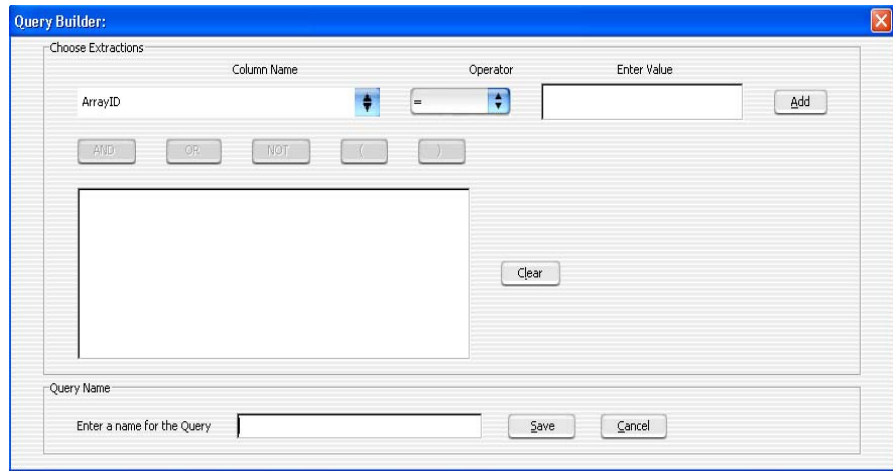 Query Builder:
Choose Extractions
Column Name Operator Enter Value
ArrayID = Add
AND OR NOT ( )
Clear
Query Name
Enter a name for the Query Save Cancel